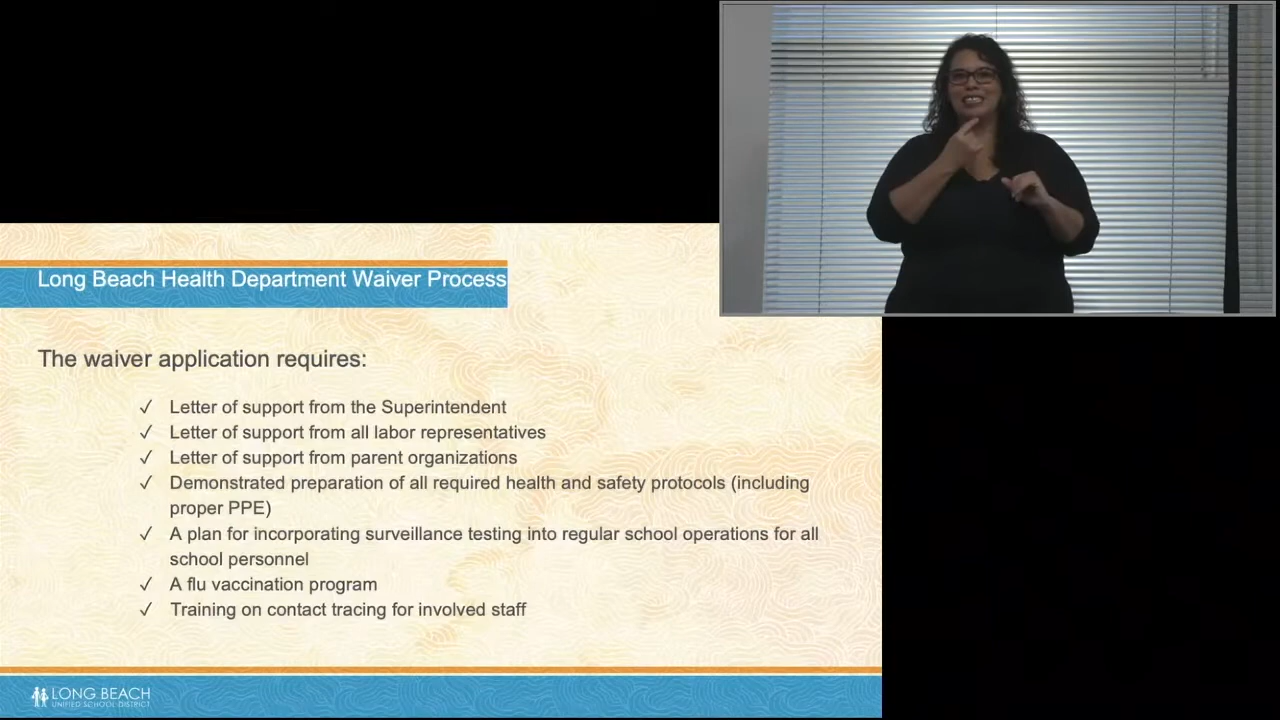 Long Beach Health Department Waiver Process
The waiver application requires:
✓ Letter of support from the Superintendent
✓ Letter of support from all labor representatives
✓ Letter of support from parent organizations
✓ Demonstrated preparation of all required health and safety protocols (including
proper PPE)
✓ A plan for incorporating surveillance testing into regular school operations for all
school personnel
✓ A flu vaccination program
✓ Training on contact tracing for involved staff
LONG BEACH
UNIFIED SCHOOL DISTRICT